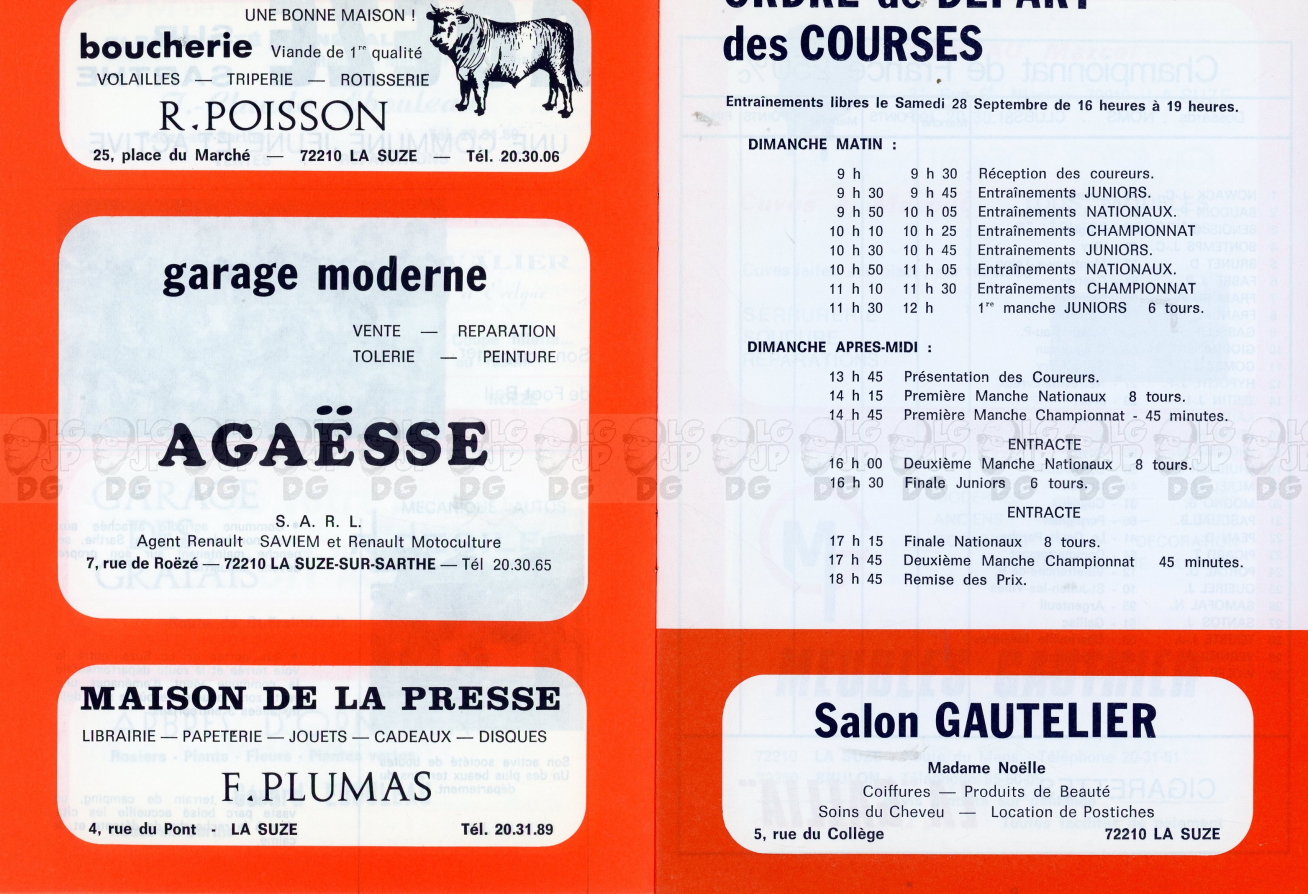 UNE BONNE MAISON !
boucherie Viande de 1re qualité
VOLAILLES — TRIPERIE — ROTISSERIE
R. POISSON
25, place du Marché — 72210 LA SUZE — Tél. 20.30.06
garage moderne
VENTE — REPARATION
TOLERIE — PEINTURE
AGAËSSE
S. A. R. L.
Agent Renault SAVIEM et Renault Motoculture
7, rue de Roëzé — 72210 LA SUZE-SUR-SARTHE — Tél 20.30.65
MAISON DE LA PRESSE
LIBRAIRIE — PAPETERIE — JOUETS — CADEAUX — DISQUES
F. PLUMAS
4, rue du Pont - LA SUZE Tél. 20.31.89
ORDRE de DEPART
des COURSES
Entraînements libres le Samedi 28 Septembre de 16 heures à 19 heures.
DIMANCHE MATIN :
9 h 9 h 30 Réception des coureurs.
9 h 30 9 h 45 Entraînements JUNIORS.
9 h 50 10 h 05 Entraînements NATIONAUX.
10 h 10 10 h 25 Entraînements CHAMPIONNAT
10 h 30 10 h 45 Entraînements JUNIORS.
10 h 50 11 h 05 Entraînements NATIONAUX.
11 h 10 11 h 30 Entraînements CHAMPIONNAT
11 h 30 12 h 1re manche JUNIORS 6 tours.
DIMANCHE APRES-MIDI :
13 h 45 Présentation des Coureurs.
14 h 15 Première Manche Nationaux 8 tours.
14 h 45 Première Manche Championnat - 45 minutes.
ENTRACTE
16 h 00 Deuxième Manche Nationaux 8 tours.
16 h 30 Finale Juniors 6 tours.
ENTRACTE
17 h 15 Finale Nationaux 8 tours.
17 h 45 Deuxième Manche Championnat 45 minutes.
18 h 45 Remise des Prix.
Salon GAUTELIER
Madame Noëlle
Coiffures — Produits de Beauté
Soins du Cheveu — Location de Postiches
5, rue du Collège 72210 LA SUZE
LG JP DG